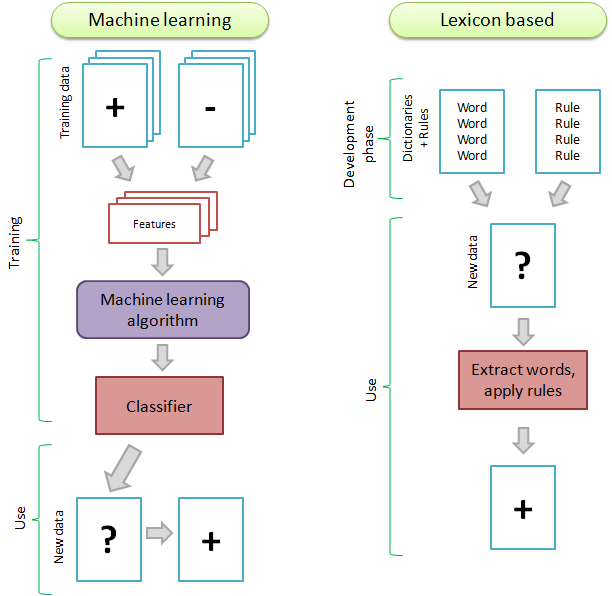 Machine learning
Training
Training data
+
-
Features
Machine learning
algorithm
Classifier
Use
New data
?
+
Lexicon based
Development
phase
Dictionaries
+ Rules
Word
Word
Word
Word
Rule
Rule
Rule
Rule
Use
New data
?
Extract words,
apply rules
+